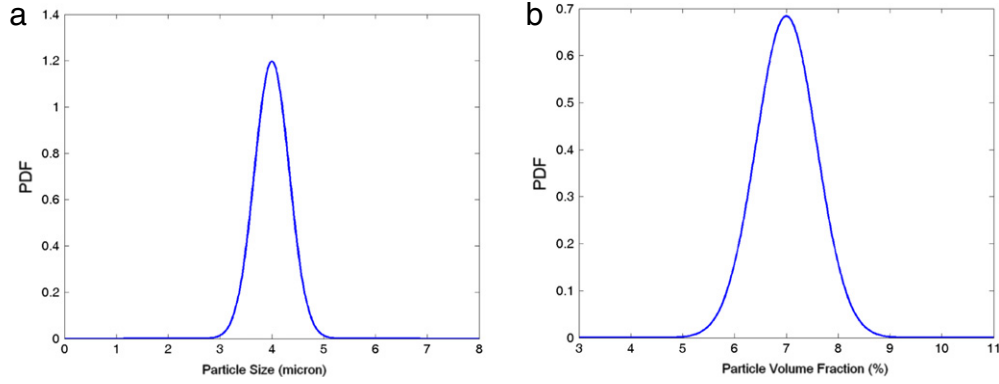 a
1.4
1.2
1
0.8
0.6
0.4
0.2
0
PDF
0 1 2 3 4 5 6 7 8
Particle Size (micron)
b
0.7
0.6
0.5
0.4
0.3
0.2
0.1
0
PDF
3 4 5 6 7 8 9 10 11
Particle Volume Fraction (%)